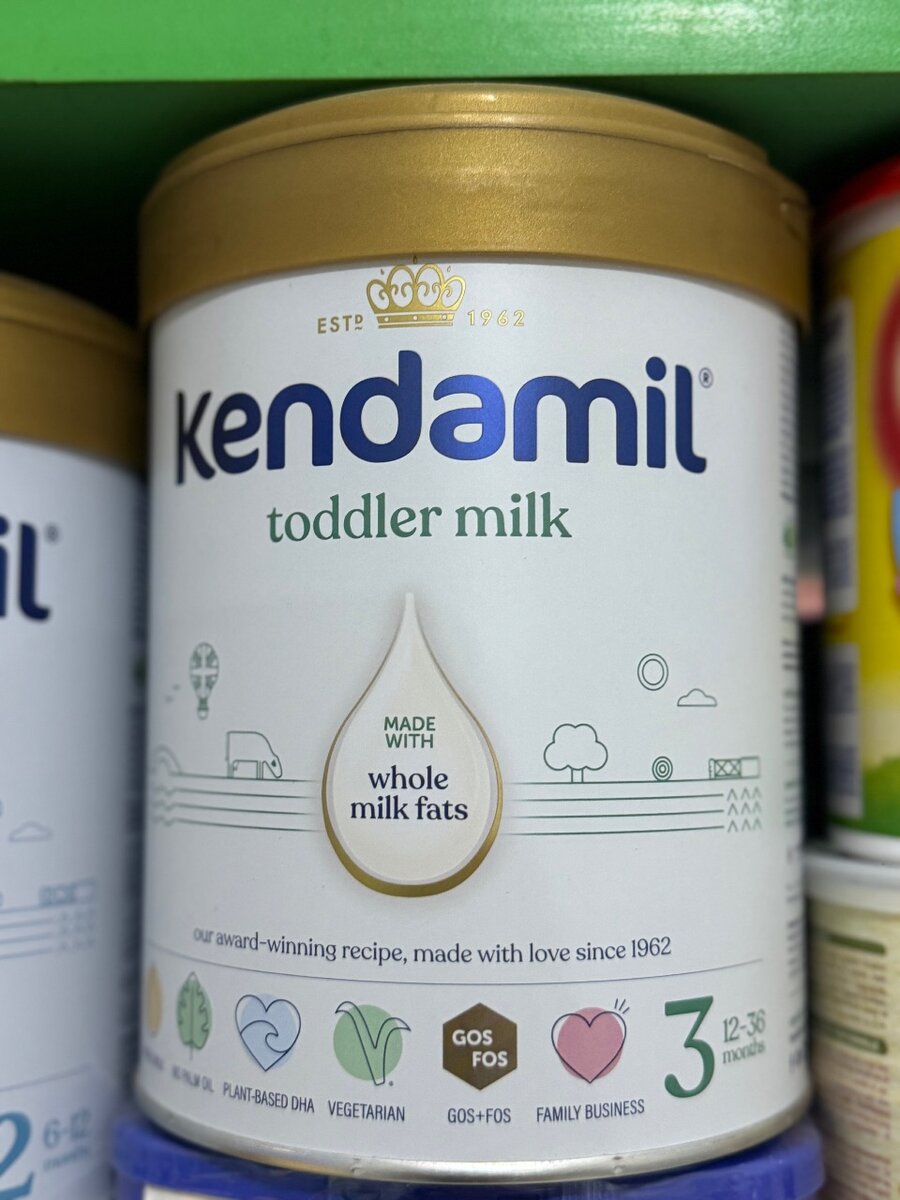 ESTD 1962
Kendamil®
toddler milk
MADE
WITH
whole
milk fats
our award-winning recipe, made with love since 1962
NO PALM OIL
PLANT-BASED DHA
VEGETARIAN
GOS
FOS
GOS+FOS
FAMILY BUSINESS
3
12-36
months
il®
2
6-12
months